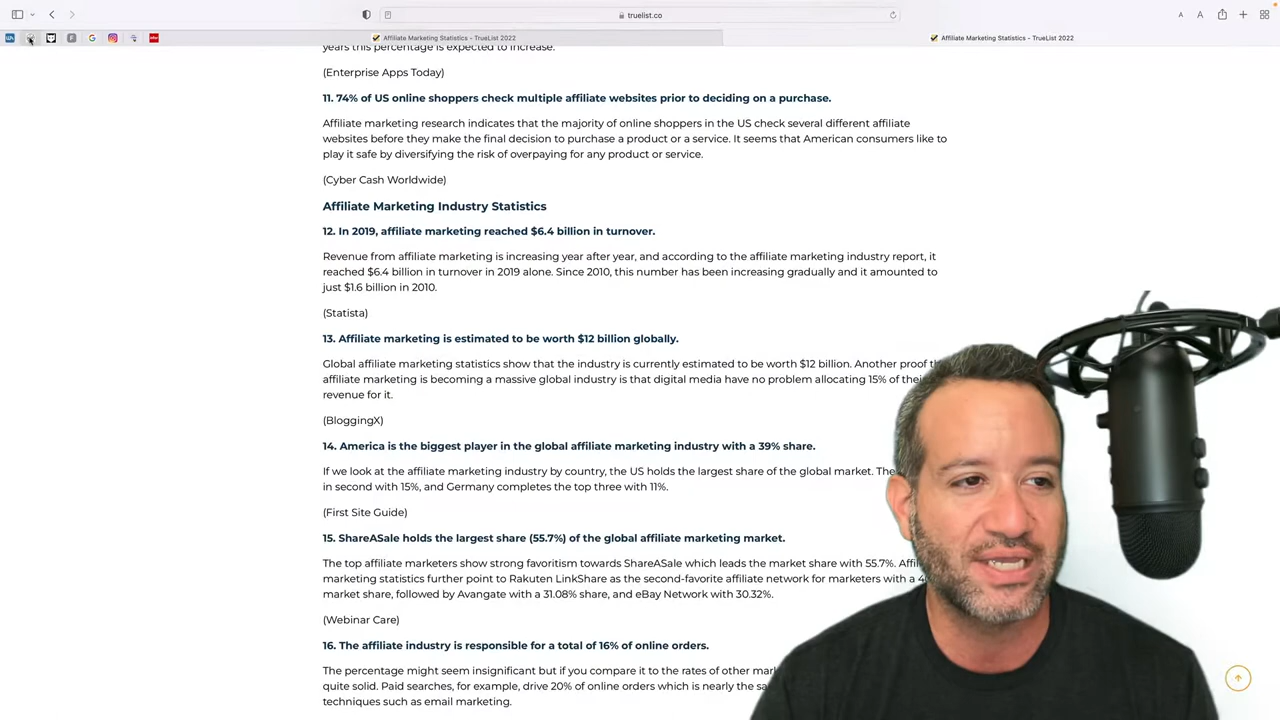 truelist.co
A A
Affiliate Marketing Statistics - TrueList 2022
Affiliate Marketing Statistics - TrueList 2022
years this percentage is expected to increase.
(Enterprise Apps Today)
11. 74% of US online shoppers check multiple affiliate websites prior to deciding on a purchase.
Affiliate marketing research indicates that the majority of online shoppers in the US check several different affiliate
websites before they make the final decision to purchase a product or a service. It seems that American consumers like to
play it safe by diversifying the risk of overpaying for any product or service.
(Cyber Cash Worldwide)
Affiliate Marketing Industry Statistics
12. In 2019, affiliate marketing reached $6.4 billion in turnover.
Revenue from affiliate marketing is increasing year after year, and according to the affiliate marketing industry report, it
reached $6.4 billion in turnover in 2019 alone. Since 2010, this number has been increasing gradually and it amounted to
just $1.6 billion in 2010.
(Statista)
13. Affiliate marketing is estimated to be worth $12 billion globally.
Global affiliate marketing statistics show that the industry is currently estimated to be worth $12 billion. Another proof
affiliate marketing is becoming a massive global industry is that digital media have no problem allocating 15% of their
revenue for it.
(BloggingX)
14. America is the biggest player in the global affiliate marketing industry with a 39% share.
If we look at the affiliate marketing industry by country, the US holds the largest share of the global market.
in second with 15%, and Germany completes the top three with 11%.
(First Site Guide)
15. ShareASale holds the largest share (55.7%) of the global affiliate marketing market.
The top affiliate marketers show strong favoritism towards ShareASale which leads the market share with 55.7%.
marketing statistics further point to Rakuten LinkShare as the second-favorite affiliate network for marketers with a
market share, followed by Avangate with a 31.08% share, and eBay Network with 30.32%.
(Webinar Care)
16. The affiliate industry is responsible for a total of 16% of online orders.
The percentage might seem insignificant but if you compare it to the rates of other
quite solid. Paid searches, for example, drive 20% of online orders which is nearly the
techniques such as email marketing.